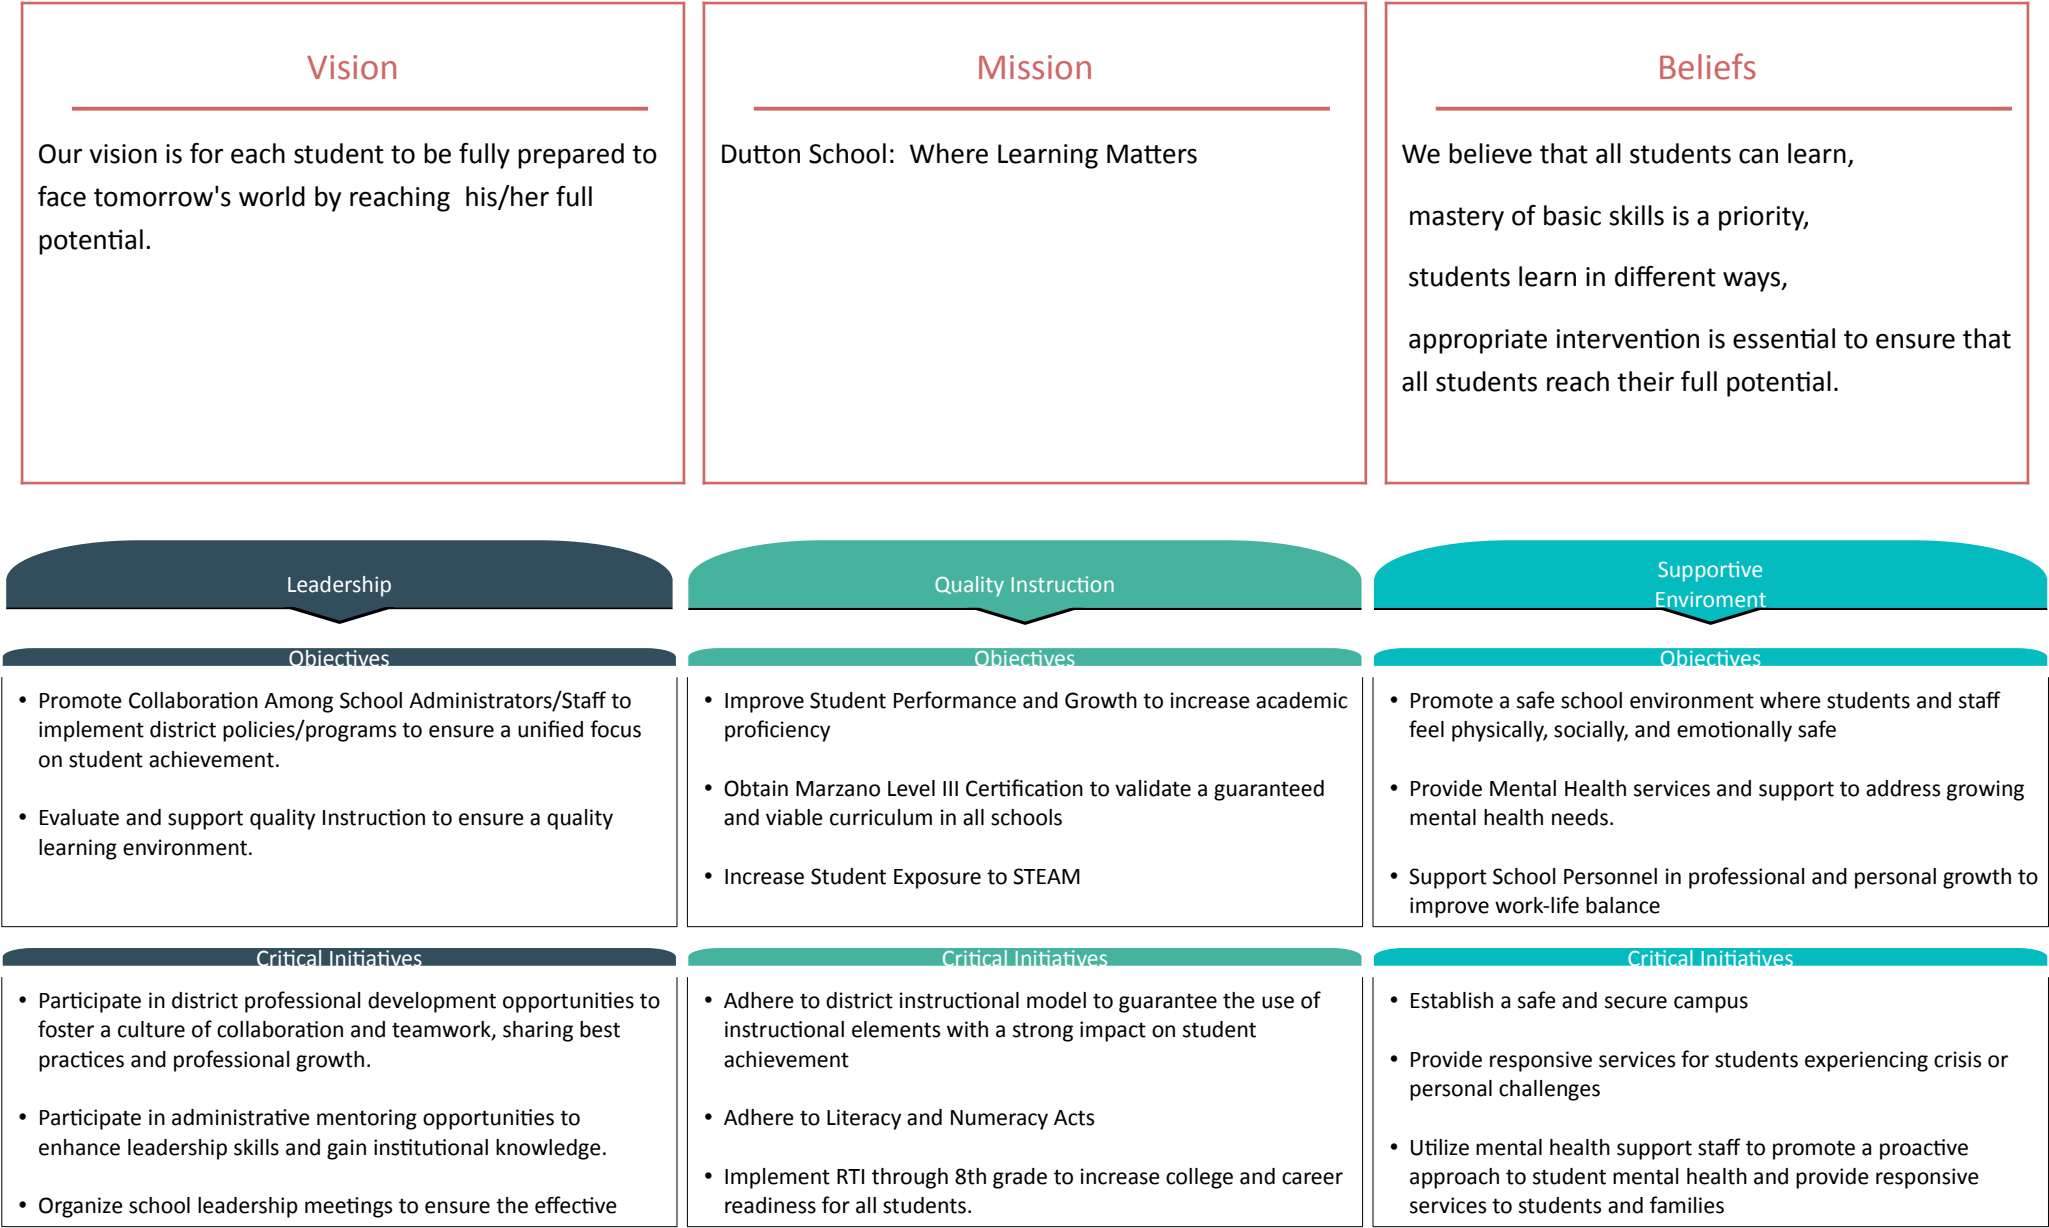 Vision
Our vision is for each student to be fully prepared to
face tomorrow's world by reaching  his/her full
potential.
Mission
Dutton School:  Where Learning Matters
Beliefs
We believe that all students can learn,
mastery of basic skills is a priority,
students learn in different ways,
appropriate intervention is essential to ensure that
all students reach their full potential.
Leadership
Objectives
• Promote Collaboration Among School Administrators/Staff to
implement district policies/programs to ensure a unified focus
on student achievement.
• Evaluate and support quality Instruction to ensure a quality
learning environment.
Critical Initiatives
• Participate in district professional development opportunities to
foster a culture of collaboration and teamwork, sharing best
practices and professional growth.
• Participate in administrative mentoring opportunities to
enhance leadership skills and gain institutional knowledge.
• Organize school leadership meetings to ensure the effective
Quality Instruction
Objectives
• Improve Student Performance and Growth to increase academic
proficiency
• Obtain Marzano Level III Certification to validate a guaranteed
and viable curriculum in all schools
• Increase Student Exposure to STEAM
Critical Initiatives
• Adhere to district instructional model to guarantee the use of
instructional elements with a strong impact on student
achievement
• Adhere to Literacy and Numeracy Acts
• Implement RTI through 8th grade to increase college and career
readiness for all students.
Supportive
Enviroment
Objectives
• Promote a safe school environment where students and staff
feel physically, socially, and emotionally safe
• Provide Mental Health services and support to address growing
mental health needs.
• Support School Personnel in professional and personal growth to
improve work-life balance
Critical Initiatives
• Establish a safe and secure campus
• Provide responsive services for students experiencing crisis or
personal challenges
• Utilize mental health support staff to promote a proactive
approach to student mental health and provide responsive
services to students and families